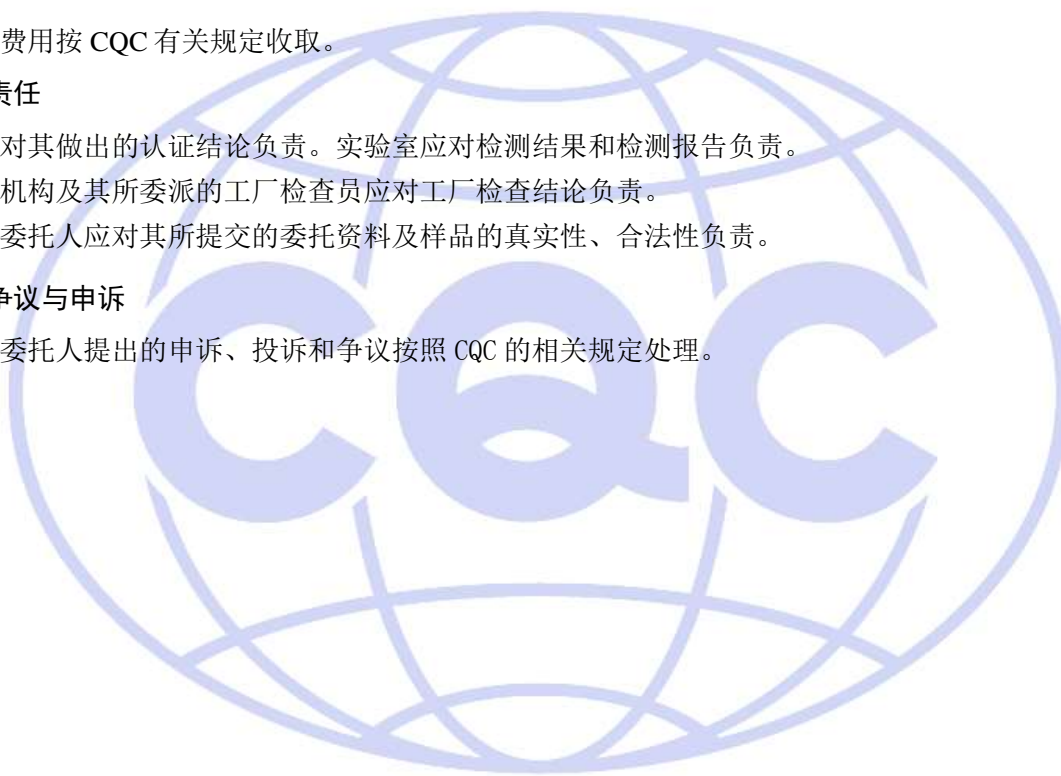 费用按 CQC 有关规定收取。
责任
对其做出的认证结论负责。实验室应对检测结果和检测报告负责。
机构及其所委派的工厂检查员应对工厂检查结论负责。
委托人应对其所提交的委托资料及样品的真实性、合法性负责。
争议与申诉
委托人提出的申诉、投诉和争议按照 CQC 的相关规定处理。
CQC